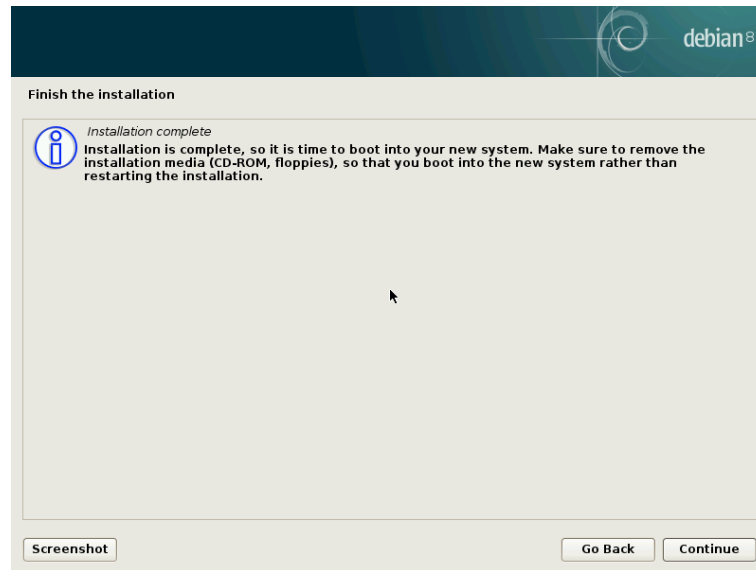 debian 8
Finish the installation
Installation complete
Installation is complete, so it is time to boot into your new system. Make sure to remove the
installation media (CD-ROM, floppies), so that you boot into the new system rather than
restarting the installation.
Screenshot
Go Back
Continue